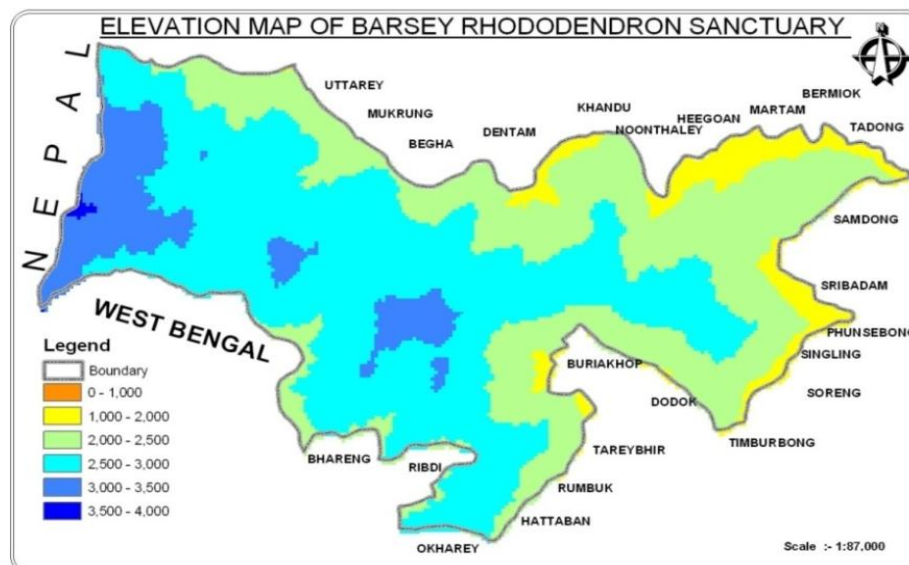 ELEVATION MAP OF BARSEY RHODODENDRON SANCTUARY
NEPAL
UTTAREY
MUKRUNG
BEGHA
DENTAM
KHANDU
NOONTHALEY
HEEGOAN
MARTAM
BERMIOK
TADONG
SAMDONG
SRIBADAM
PHUNSEBONG
SINGLING
SORENG
WEST BENGAL
BURIAKHOP
DODOK
TIMBURBONG
TAREYBHIR
RUMBUK
HATTABAN
BHARENG
RIBDI
OKHAREY
Legend
Boundary
0 - 1,000
1,000 - 2,000
2,000 - 2,500
2,500 - 3,000
3,000 - 3,500
3,500 - 4,000
Scale :- 1:87,000